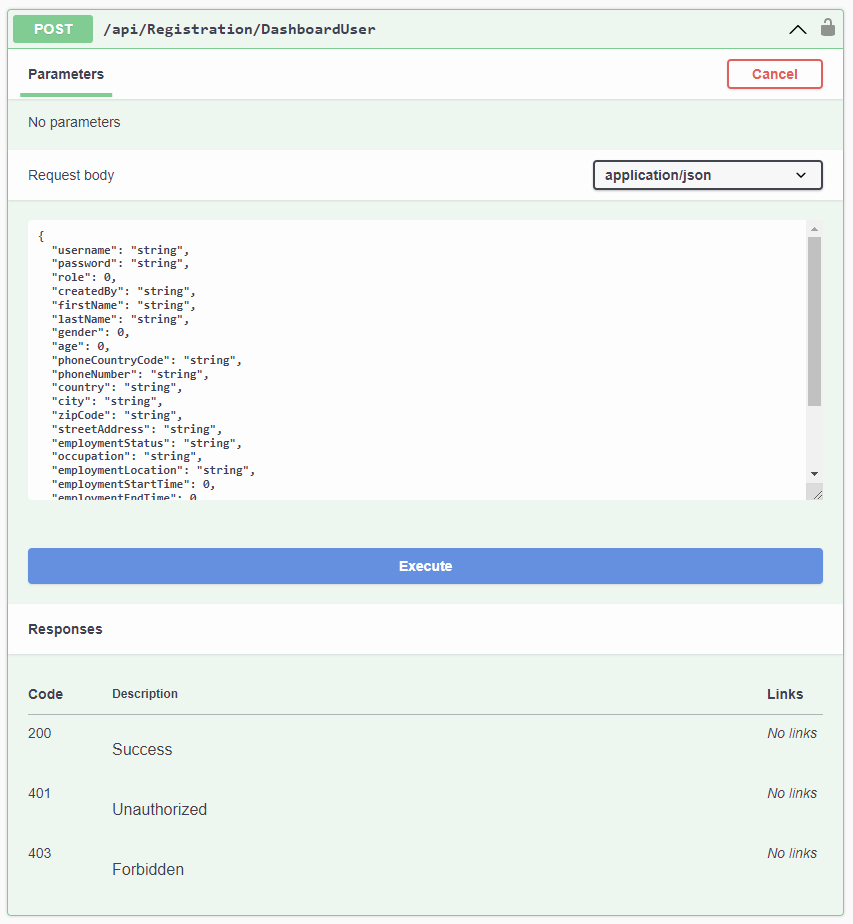 POST /api/Registration/DashboardUser
Parameters Cancel
No parameters
Request body application/json
{
  "username": "string",
  "password": "string",
  "role": 0,
  "createdBy": "string",
  "firstName": "string",
  "lastName": "string",
  "gender": 0,
  "age": 0,
  "phoneCountryCode": "string",
  "phoneNumber": "string",
  "country": "string",
  "city": "string",
  "zipCode": "string",
  "streetAddress": "string",
  "employmentStatus": "string",
  "occupation": "string",
  "employmentLocation": "string",
  "employmentStartTime": 0,
  "employmentEndTime": 0
Execute
Responses
Code Description Links
200 No links
Success
401 No links
Unauthorized
403 No links
Forbidden